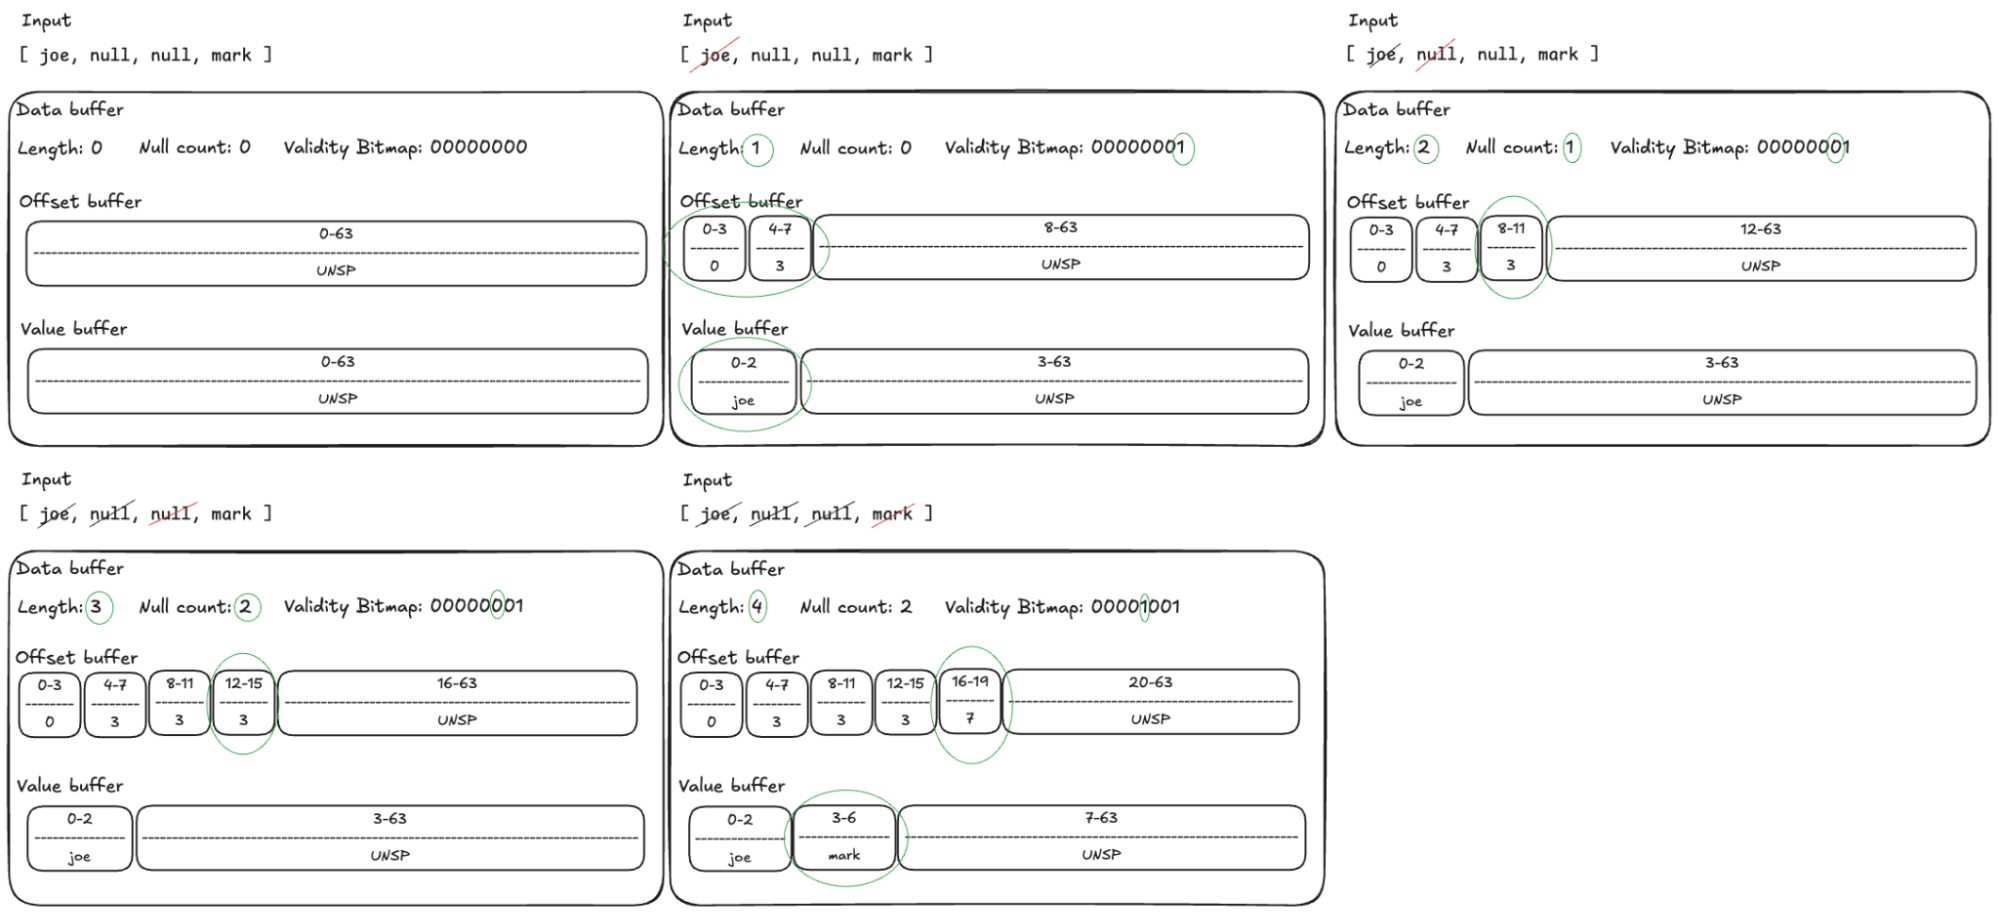 Input
[ joe, null, null, mark ]
Data buffer
Length: 0 Null count: 0 Validity Bitmap: 00000000
Offset buffer
0-63
UNSP
Value buffer
0-63
UNSP
Input
[ joe, null, null, mark ]
Data buffer
Length: 1 Null count: 0 Validity Bitmap: 00000001
Offset buffer
0-3 4-7 8-63
0 3 UNSP
Value buffer
0-2 3-63
joe UNSP
Input
[ joe, null, null, mark ]
Data buffer
Length: 2 Null count: 1 Validity Bitmap: 00000001
Offset buffer
0-3 4-7 8-11 12-63
0 3 3 UNSP
Value buffer
0-2 3-63
joe UNSP
Input
[ joe, null, null, mark ]
Data buffer
Length: 3 Null count: 2 Validity Bitmap: 00000001
Offset buffer
0-3 4-7 8-11 12-15 16-63
0 3 3 3 UNSP
Value buffer
0-2 3-63
joe UNSP
Input
[ joe, null, null, mark ]
Data buffer
Length: 4 Null count: 2 Validity Bitmap: 00001001
Offset buffer
0-3 4-7 8-11 12-15 16-19 20-63
0 3 3 3 7 UNSP
Value buffer
0-2 3-6 7-63
joe mark UNSP